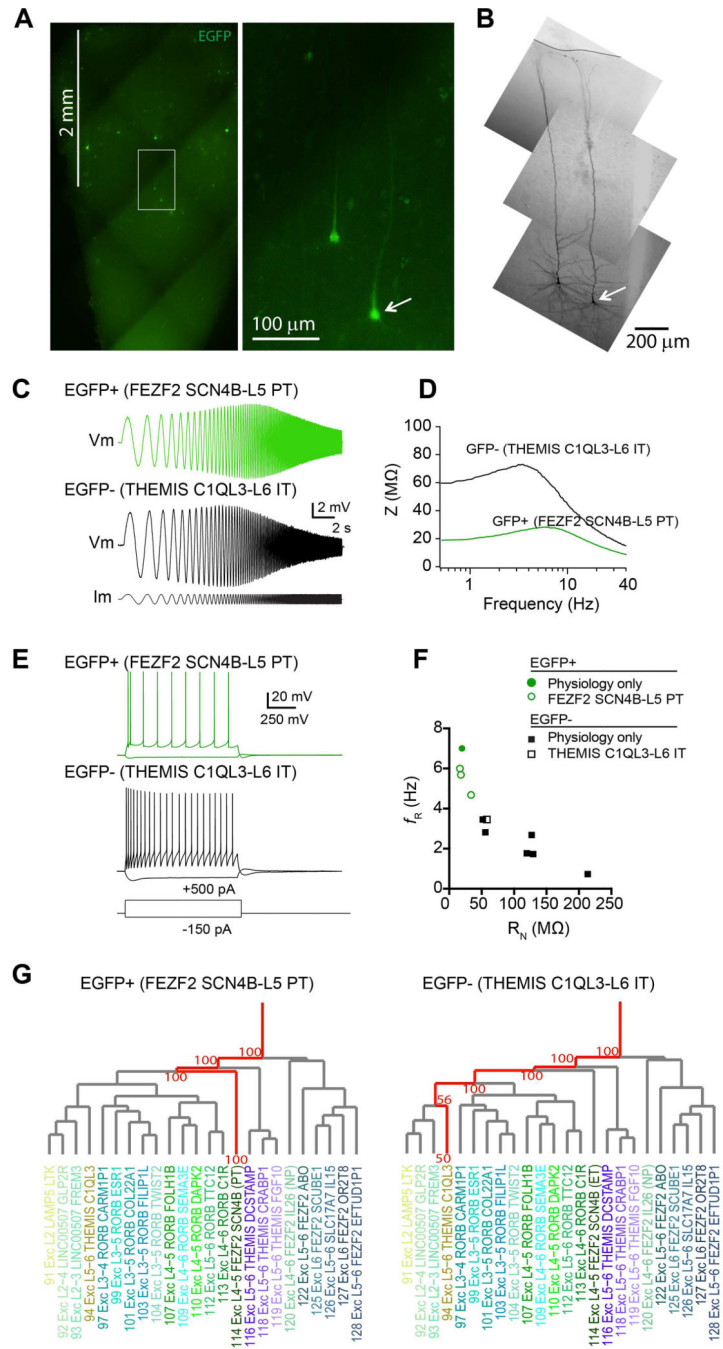 A
EGFP
2 mm
100 μm
B
200 μm
C
EGFP+ (FEZF2 SCN4B-L5 PT)
Vm
EGFP- (THEMIS C1QL3-L6 IT)
2 mV
2 s
Vm
Im
D
100
80
60
40
20
0
Z (MΩ)
GFP- (THEMIS C1QL3-L6 IT)
GFP+ (FEZF2 SCN4B-L5 PT)
1
10
40
Frequency (Hz)
E
EGFP+ (FEZF2 SCN4B-L5 PT)
20 mV
250 mV
EGFP- (THEMIS C1QL3-L6 IT)
+500 pA
-150 pA
F
EGFP+
Physiology only
FEZF2 SCN4B-L5 PT
EGFP-
Physiology only
THEMIS C1QL3-L6 IT
8
6
4
2
0
fR (Hz)
0 50 100 150 200 250
RN (MΩ)
G
EGFP+ (FEZF2 SCN4B-L5 PT)
100
100
100
100
91 Exc L2 LAMP5 LTK
92 Exc L2–4 LINC00507 GLP2R
93 Exc L2–3 LINC00507 FREM3
94 Exc L5–6 THEMIS C1QL3
97 Exc L3–4 RORB CARM1P1
99 Exc L3–5 RORB ESR1
101 Exc L3–5 RORB COL22A1
103 Exc L3–5 RORB FILIP1L
104 Exc L3–5 RORB TWIST2
107 Exc L4–5 RORB FOLH1B
109 Exc L4–6 RORB SEMA3E
110 Exc L4–5 RORB DAPK2
112 Exc L5–6 RORB TTC12
113 Exc L4–6 RORB C1R
114 Exc L4–5 FEZF2 SCN4B (PT)
116 Exc L5–6 THEMIS DCSTAMP
118 Exc L5–6 THEMIS CRABP1
119 Exc L5–6 THEMIS FGF10
120 Exc L4–6 FEZF2 IL26 (NP)
122 Exc L5–6 FEZF2 ABO
125 Exc L6 FEZF2 SCUBE1
126 Exc L5–6 SLC17A7 IL15
127 Exc L6 FEZF2 OR2T8
128 Exc L5–6 FEZF2 EFTUD1P1
EGFP- (THEMIS C1QL3-L6 IT)
100
100
100
100
56
50
91 Exc L2 LAMP5 LTK
92 Exc L2–4 LINC00507 GLP2R
93 Exc L2–3 LINC00507 FREM3
94 Exc L5–6 THEMIS C1QL3
97 Exc L3–4 RORB CARM1P1
99 Exc L3–5 RORB ESR1
101 Exc L3–5 RORB COL22A1
103 Exc L3–5 RORB FILIP1L
104 Exc L3–5 RORB TWIST2
107 Exc L4–5 RORB FOLH1B
109 Exc L4–6 RORB SEMA3E
110 Exc L4–5 RORB DAPK2
112 Exc L5–6 RORB TTC12
113 Exc L4–6 RORB C1R
114 Exc L4–5 FEZF2 SCN4B (ET)
116 Exc L5–6 THEMIS DCSTAMP
118 Exc L5–6 THEMIS CRABP1
119 Exc L5–6 THEMIS FGF10
120 Exc L4–6 FEZF2 IL26 (NP)
122 Exc L5–6 FEZF2 ABO
125 Exc L6 FEZF2 SCUBE1
126 Exc L5–6 SLC17A7 IL15
127 Exc L6 FEZF2 OR2T8
128 Exc L5–6 FEZF2 EFTUD1P1